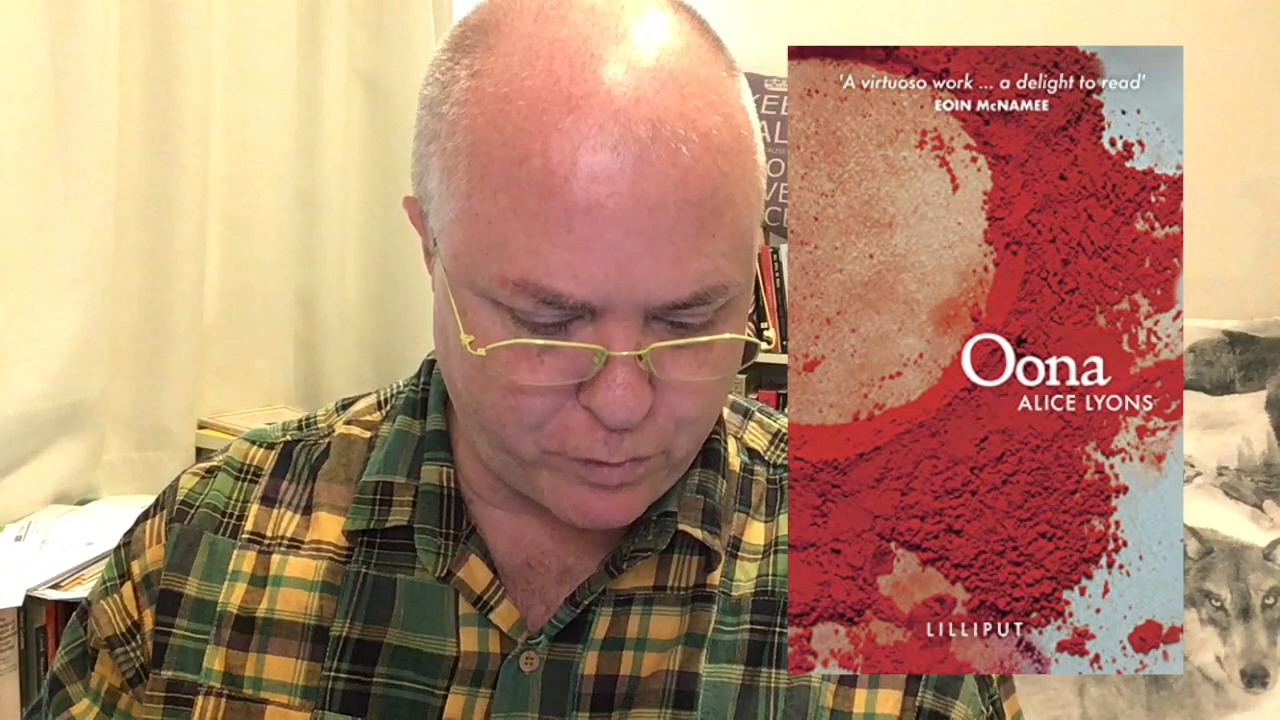 'A virtuoso work ... a delight to read'
EOIN McNAMEE
Oona
ALICE LYONS
LILLIPUT